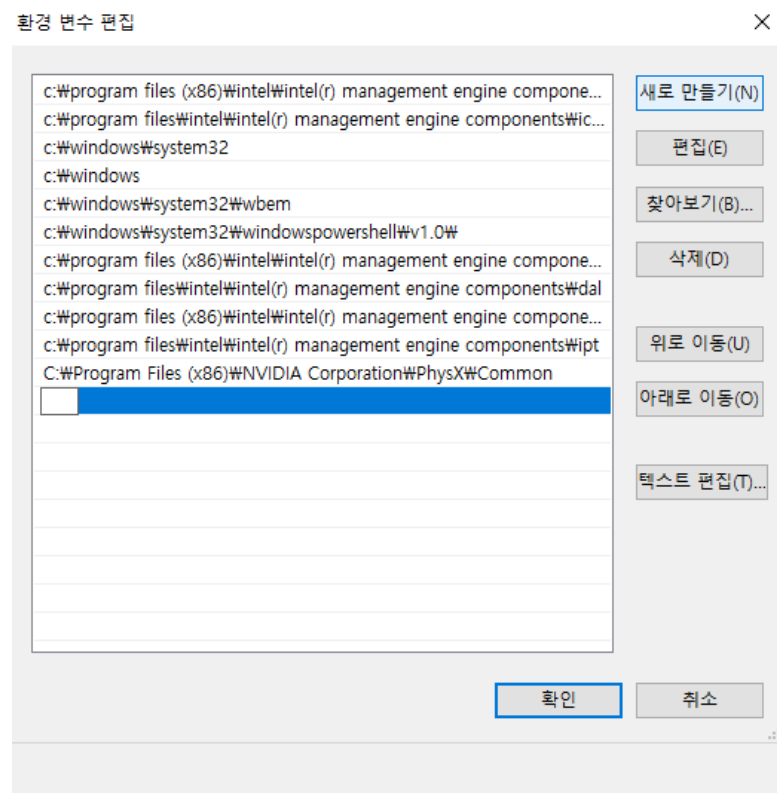 환경 변수 편집
c:₩program files (x86)₩intel₩intel(r) management engine compone...
c:₩program files₩intel₩intel(r) management engine components₩ic...
c:₩windows₩system32
c:₩windows
c:₩windows₩system32₩wbem
c:₩windows₩system32₩windowspowershell₩v1.0₩
c:₩program files (x86)₩intel₩intel(r) management engine compone...
c:₩program files₩intel₩intel(r) management engine components₩dal
c:₩program files (x86)₩intel₩intel(r) management engine compone...
c:₩program files₩intel₩intel(r) management engine components₩ipt
C:₩Program Files (x86)₩NVIDIA Corporation₩PhysX₩Common
새로 만들기(N)
편집(E)
찾아보기(B)...
삭제(D)
위로 이동(U)
아래로 이동(O)
텍스트 편집(T)...
확인
취소